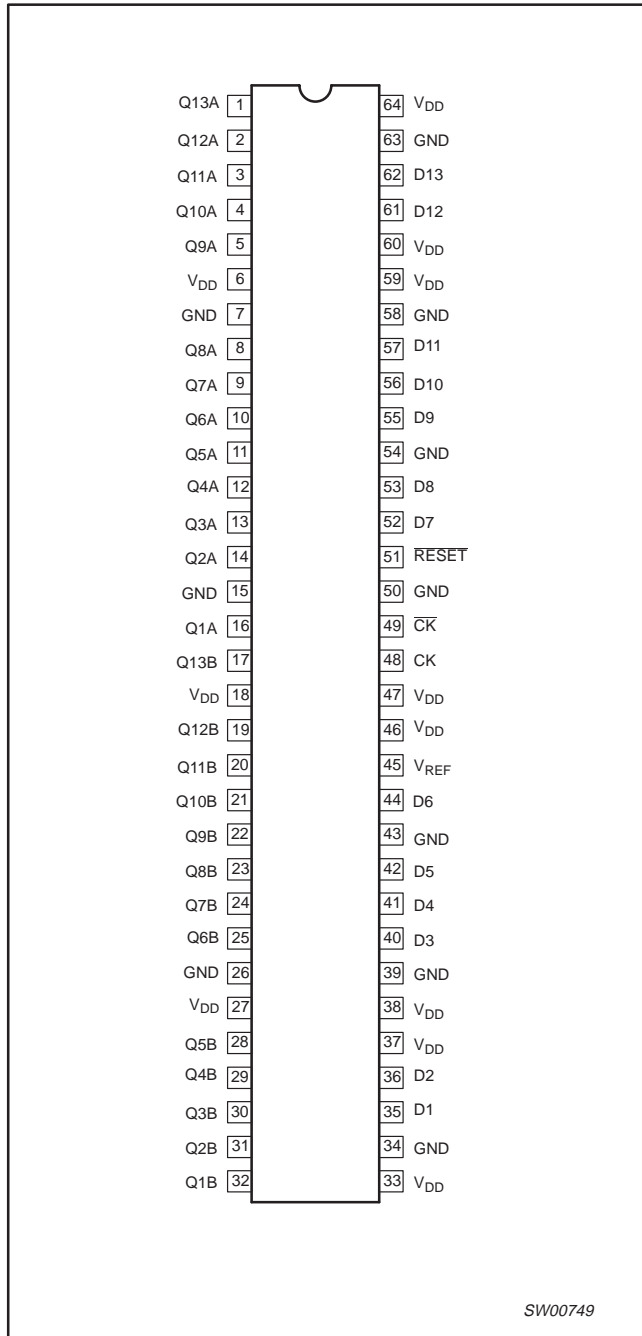 Q13A 1 64 VDD
Q12A 2 63 GND
Q11A 3 62 D13
Q10A 4 61 D12
Q9A 5 60 VDD
VDD 6 59 VDD
GND 7 58 GND
Q8A 8 57 D11
Q7A 9 56 D10
Q6A 10 55 D9
Q5A 11 54 GND
Q4A 12 53 D8
Q3A 13 52 D7
Q2A 14 51 RESET
GND 15 50 GND
Q1A 16 49 CK
Q13B 17 48 CK
VDD 18 47 VDD
Q12B 19 46 VDD
Q11B 20 45 VREF
Q10B 21 44 D6
Q9B 22 43 GND
Q8B 23 42 D5
Q7B 24 41 D4
Q6B 25 40 D3
GND 26 39 GND
VDD 27 38 VDD
Q5B 28 37 VDD
Q4B 29 36 D2
Q3B 30 35 D1
Q2B 31 34 GND
Q1B 32 33 VDD
SW00749